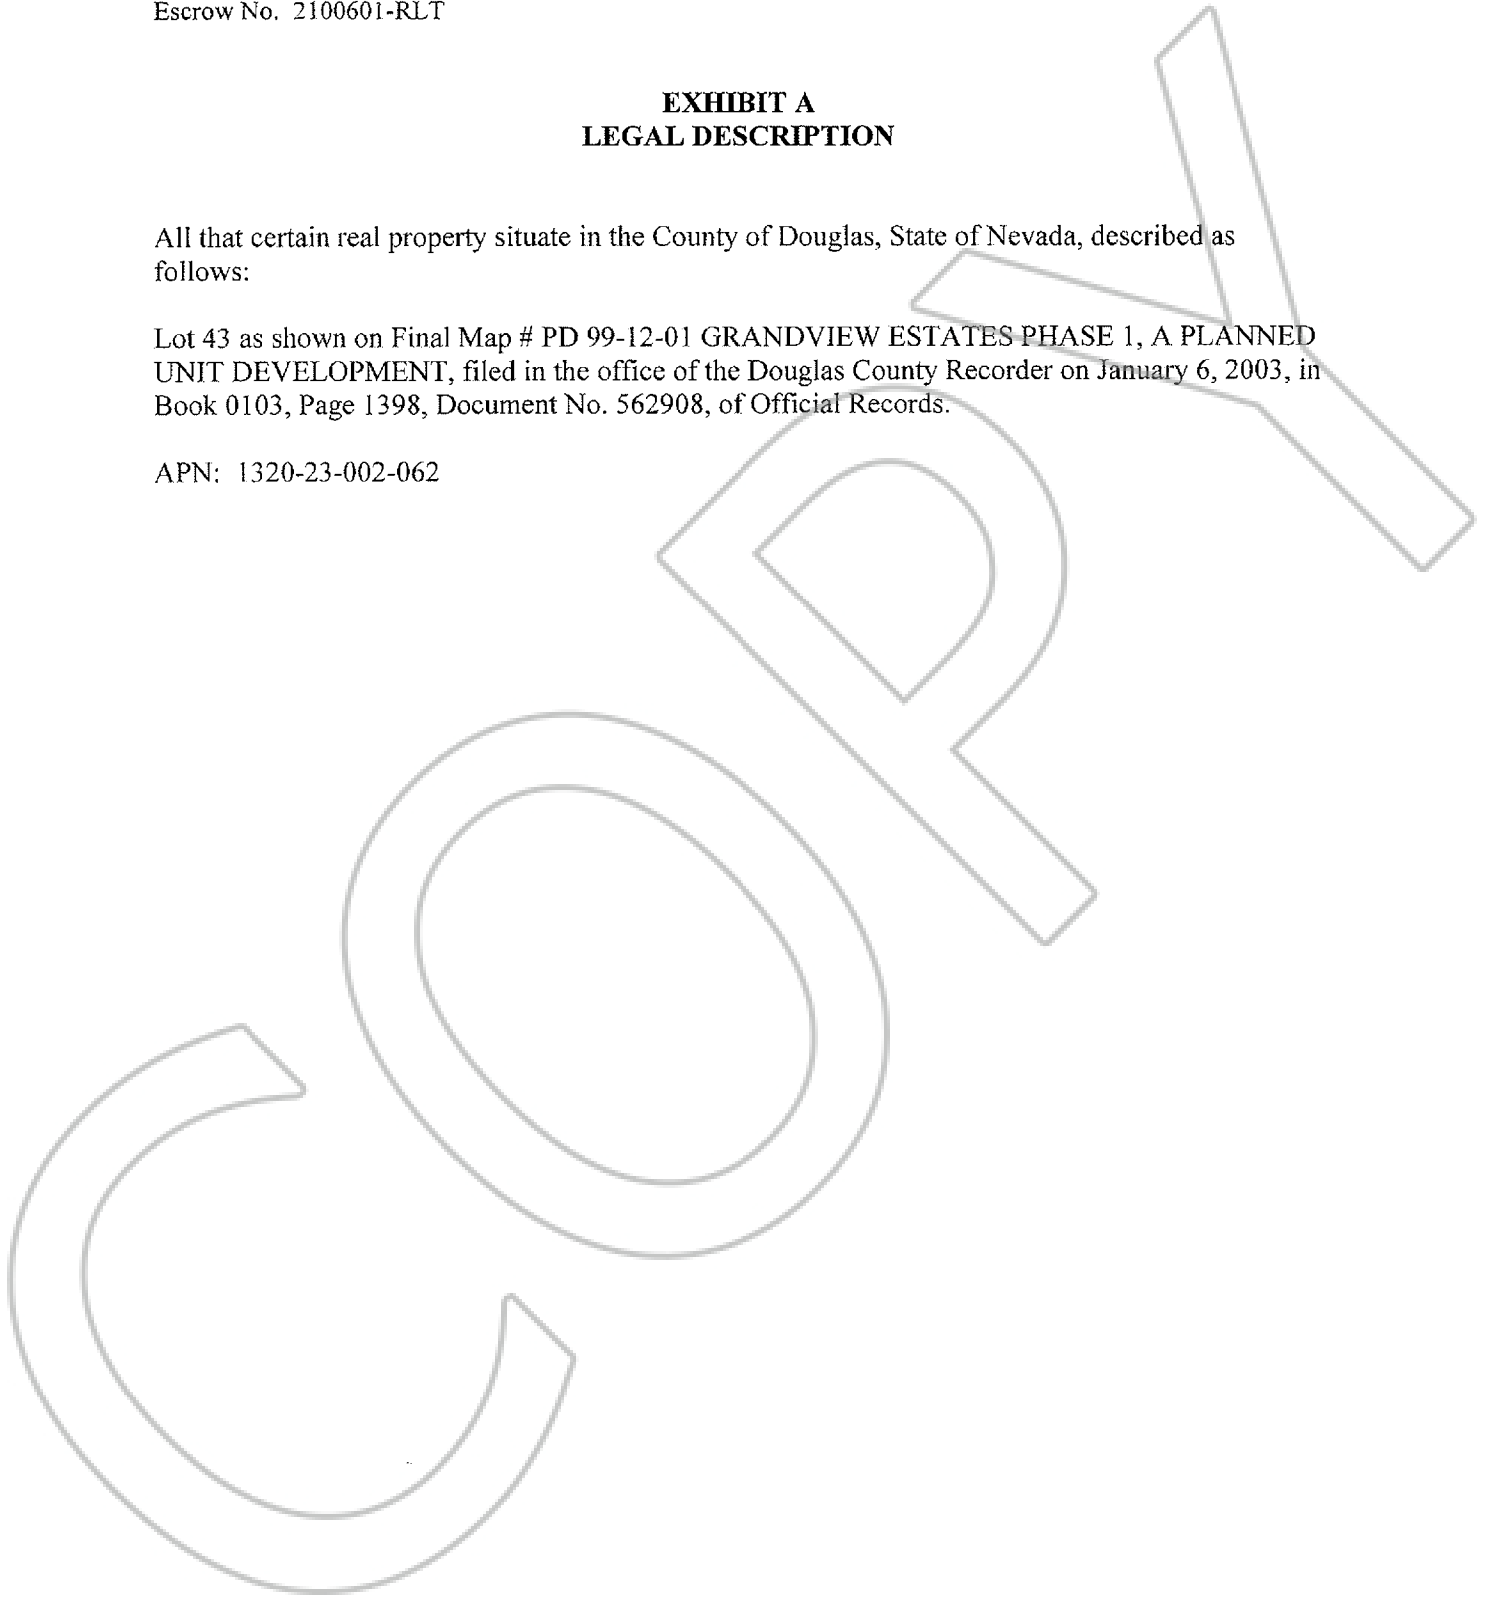 Escrow No. 2100601-RLT
EXHIBIT A
LEGAL DESCRIPTION
All that certain real property situate in the County of Douglas, State of Nevada, described as
follows:
Lot 43 as shown on Final Map # PD 99-12-01 GRANDVIEW ESTATES PHASE 1, A PLANNED
UNIT DEVELOPMENT, filed in the office of the Douglas County Recorder on January 6, 2003, in
Book 0103, Page 1398, Document No. 562908, of Official Records.
APN: 1320-23-002-062
COPY